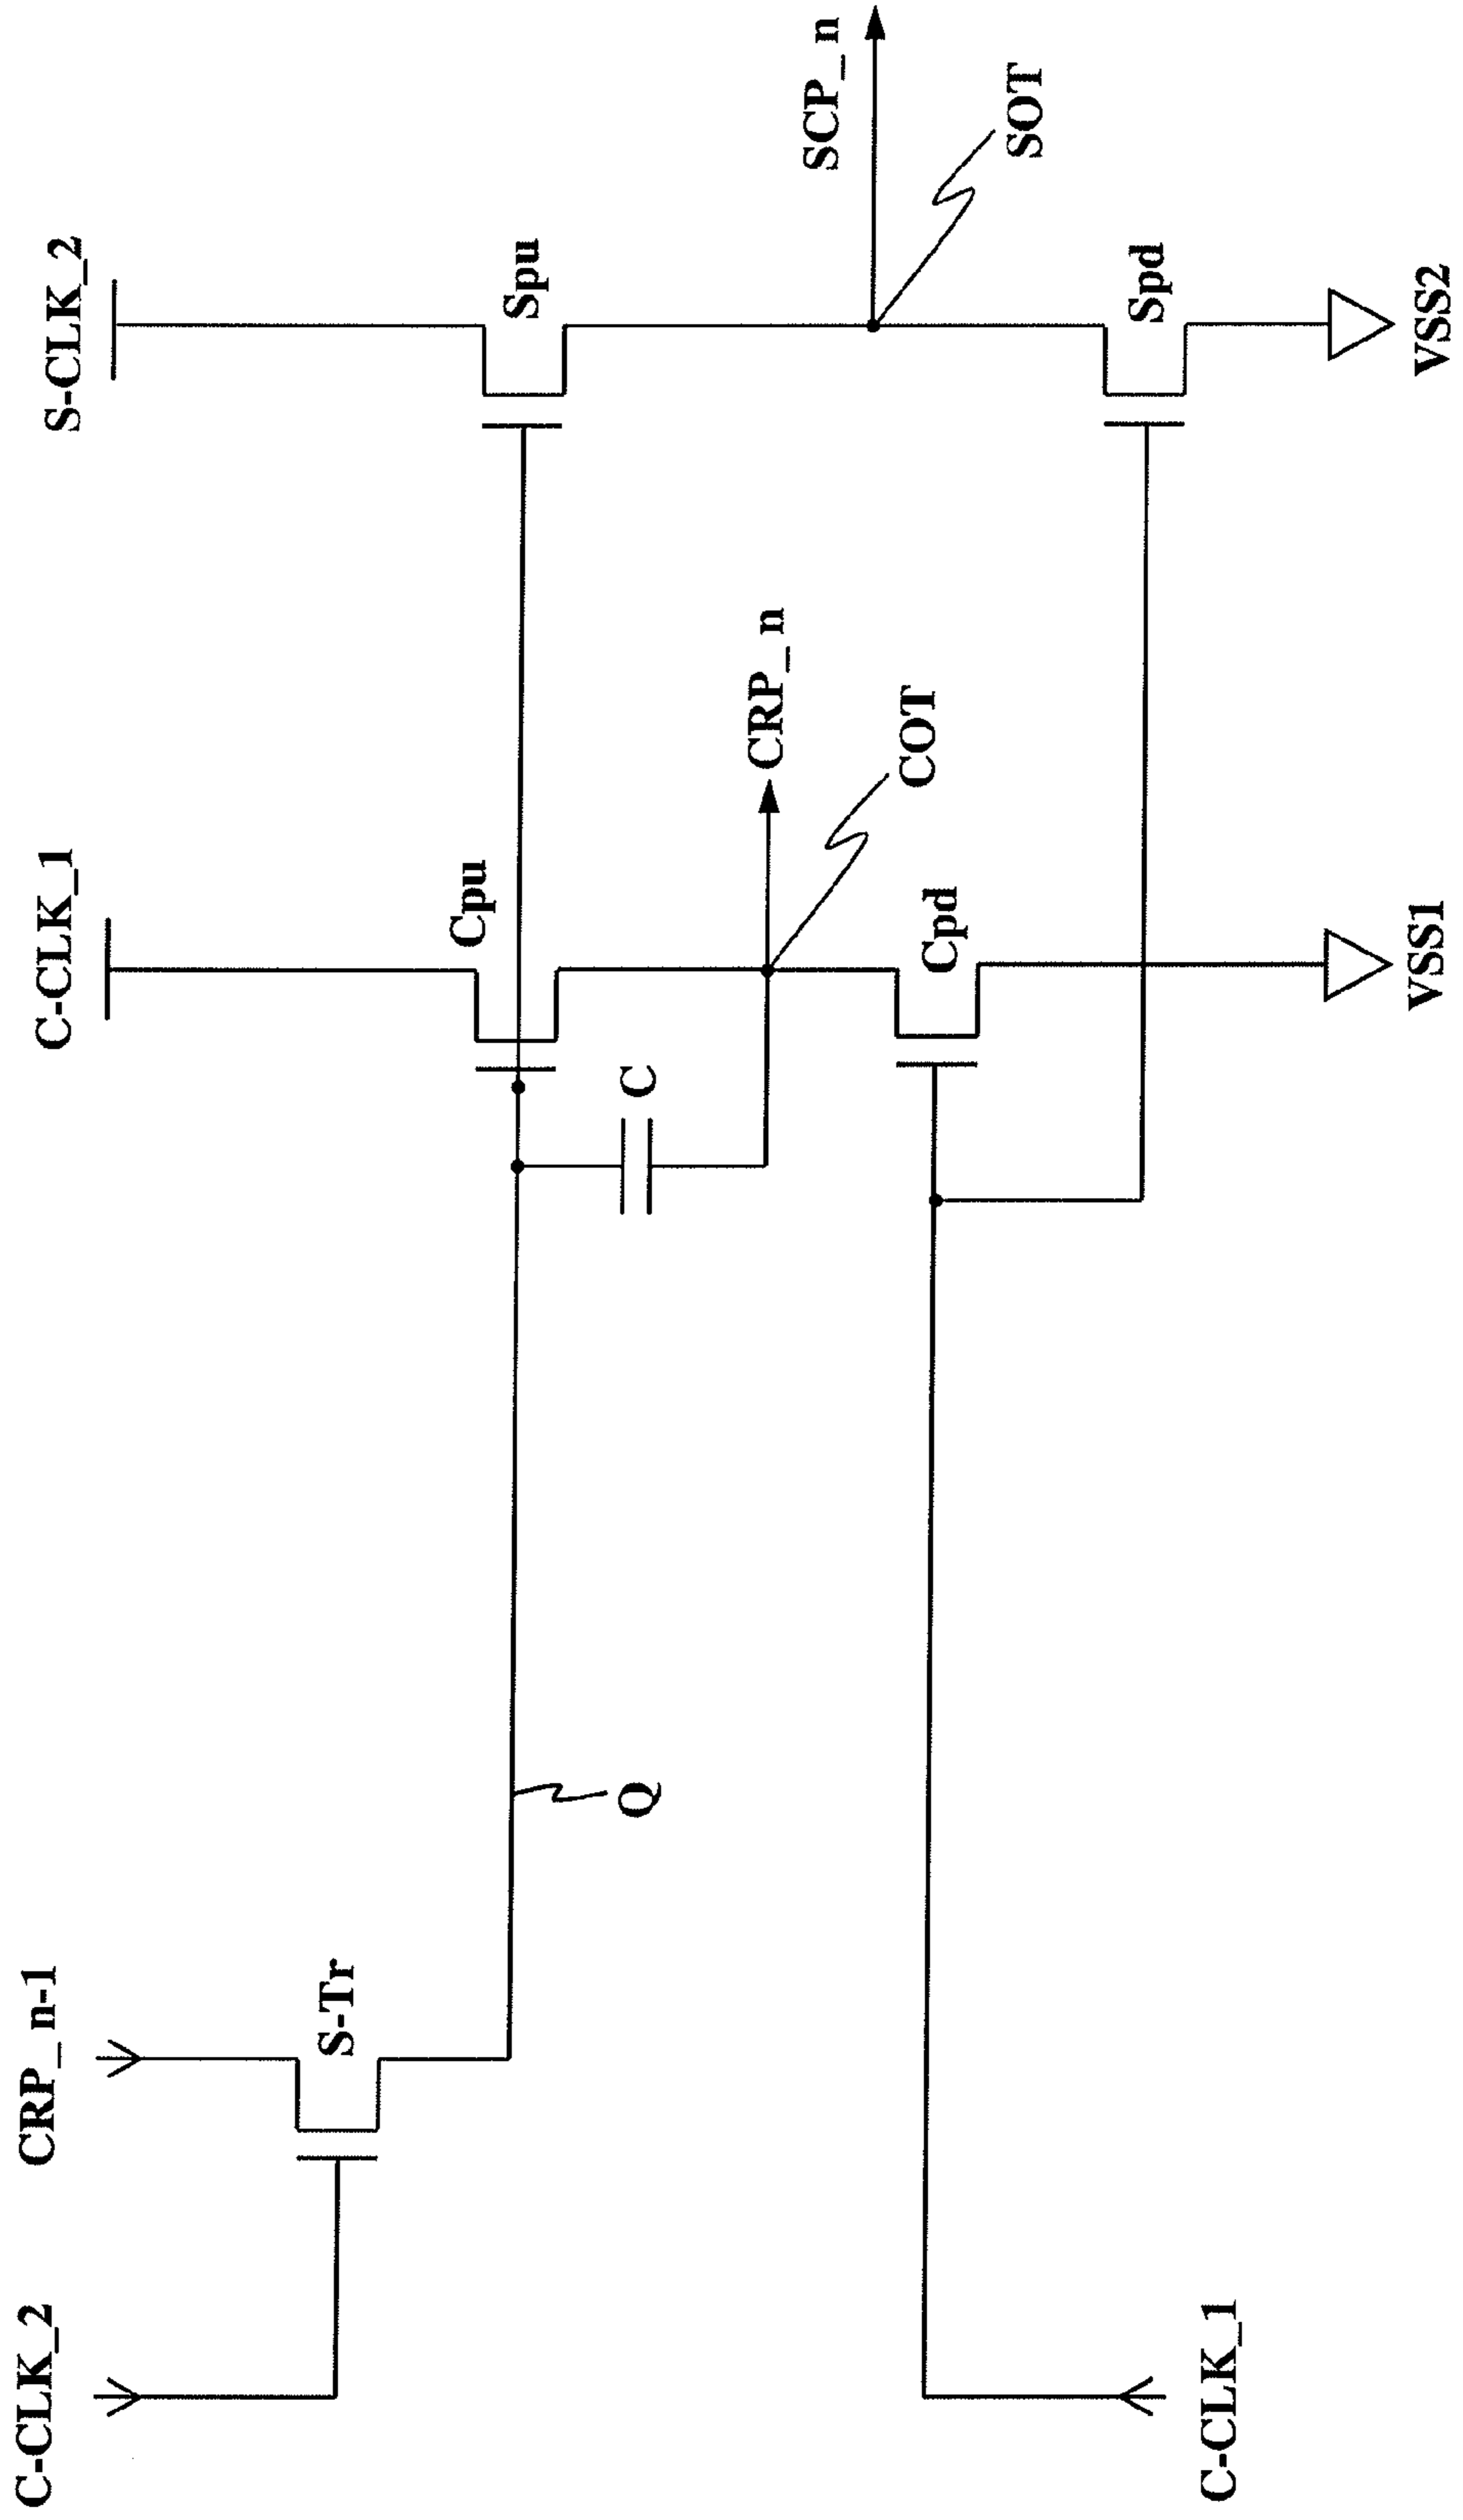 C-CLK_2
CRP_n-1
C-CLK_1
S-CLK_2
S-Tr
Cpu
Spu
Q
C
CRP_n
SCP_n
COT
SOT
Cpd
Spd
C-CLK_1
VSS1
VSS2